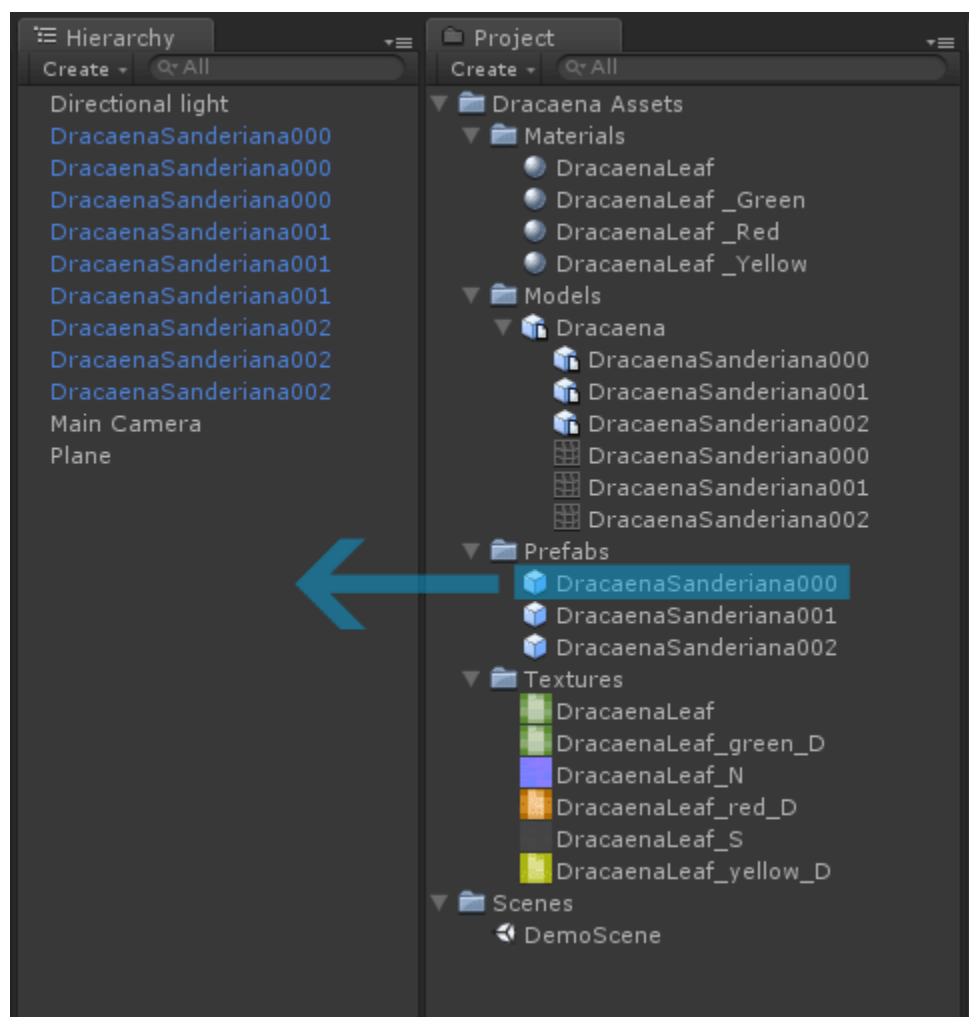 Hierarchy
Create All
Directional light
DracaenaSanderiana000
DracaenaSanderiana000
DracaenaSanderiana000
DracaenaSanderiana001
DracaenaSanderiana001
DracaenaSanderiana001
DracaenaSanderiana002
DracaenaSanderiana002
DracaenaSanderiana002
Main Camera
Plane
Project
Create All
Dracaena Assets
Materials
DracaenaLeaf
DracaenaLeaf _Green
DracaenaLeaf _Red
DracaenaLeaf _Yellow
Models
Dracaena
DracaenaSanderiana000
DracaenaSanderiana001
DracaenaSanderiana002
DracaenaSanderiana000
DracaenaSanderiana001
DracaenaSanderiana002
Prefabs
DracaenaSanderiana000
DracaenaSanderiana001
DracaenaSanderiana002
Textures
DracaenaLeaf
DracaenaLeaf_green_D
DracaenaLeaf_N
DracaenaLeaf_red_D
DracaenaLeaf_S
DracaenaLeaf_yellow_D
Scenes
DemoScene